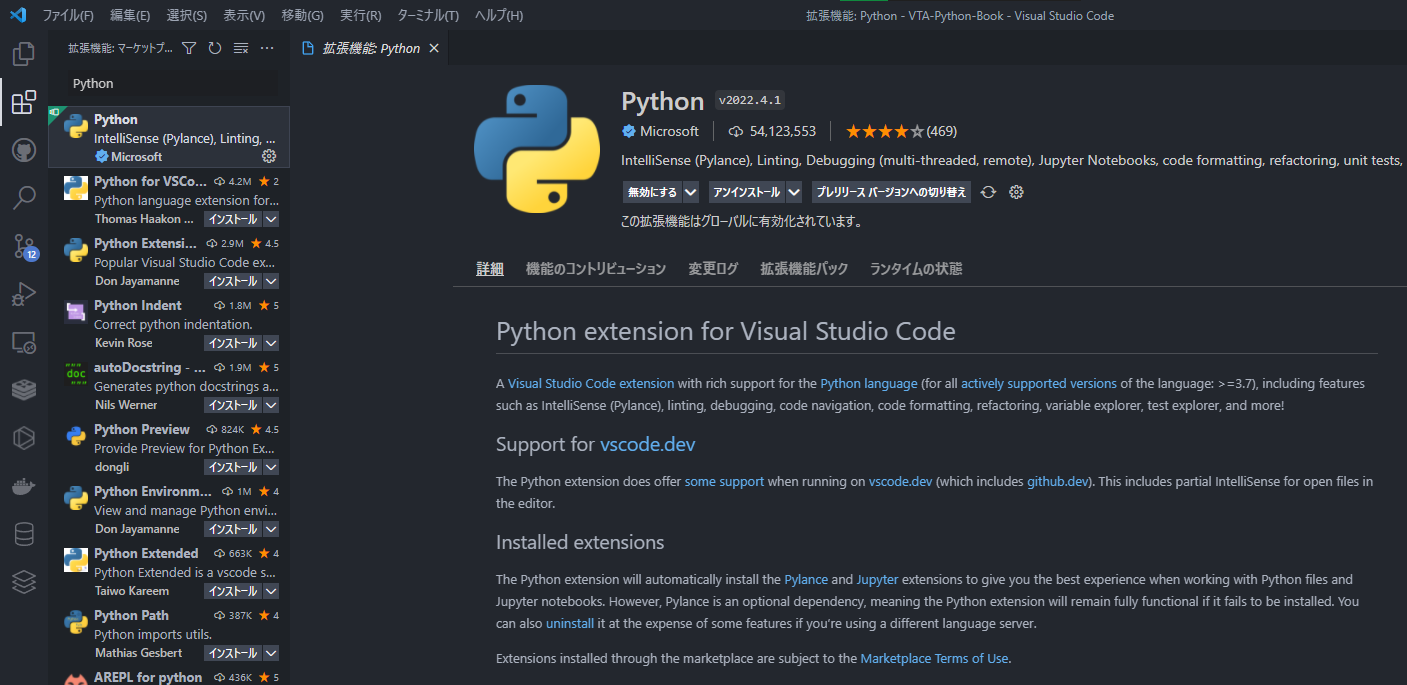 ファイル(F) 編集(E) 選択(S) 表示(V) 移動(G) 実行(R) ターミナル(T) ヘルプ(H) 拡張機能: Python - VTA-Python-Book - Visual Studio Code
拡張機能: マーケットプ...
Python
Python
IntelliSense (Pylance), Linting, ...
Microsoft
Python for VSCo... 4.2M 2
Python language extension for...
Thomas Haakon ... インストール
Python Extensi... 2.9M 4.5
Popular Visual Studio Code ex...
Don Jayamanne インストール
Python Indent 1.8M 5
Correct python indentation.
Kevin Rose インストール
autoDocstring - ... 1.9M 5
Generates python docstrings a...
Nils Werner インストール
Python Preview 824K 4.5
Provide Preview for Python Ex...
dongli インストール
Python Environm... 1M 4
View and manage Python envi...
Don Jayamanne インストール
Python Extended 663K 4
Python Extended is a vscode s...
Taiwo Kareem インストール
Python Path 387K 4
Python imports utils.
Mathias Gesbert インストール
AREPL for python 436K 5
12
"""
doc
"""
拡張機能: Python
Python v2022.4.1
Microsoft 54,123,553 (469)
IntelliSense (Pylance), Linting, Debugging (multi-threaded, remote), Jupyter Notebooks, code formatting, refactoring, unit tests,
無効にする アンインストール プレリリース バージョンへの切り替え
この拡張機能はグローバルに有効化されています。
詳細 機能のコントリビューション 変更ログ 拡張機能パック ランタイムの状態
Python extension for Visual Studio Code
A Visual Studio Code extension with rich support for the Python language (for all actively supported versions of the language: >=3.7), including features
such as IntelliSense (Pylance), linting, debugging, code navigation, code formatting, refactoring, variable explorer, test explorer, and more!
Support for vscode.dev
The Python extension does offer some support when running on vscode.dev (which includes github.dev). This includes partial IntelliSense for open files in
the editor.
Installed extensions
The Python extension will automatically install the Pylance and Jupyter extensions to give you the best experience when working with Python files and
Jupyter notebooks. However, Pylance is an optional dependency, meaning the Python extension will remain fully functional if it fails to be installed. You
can also uninstall it at the expense of some features if you're using a different language server.
Extensions installed through the marketplace are subject to the Marketplace Terms of Use.